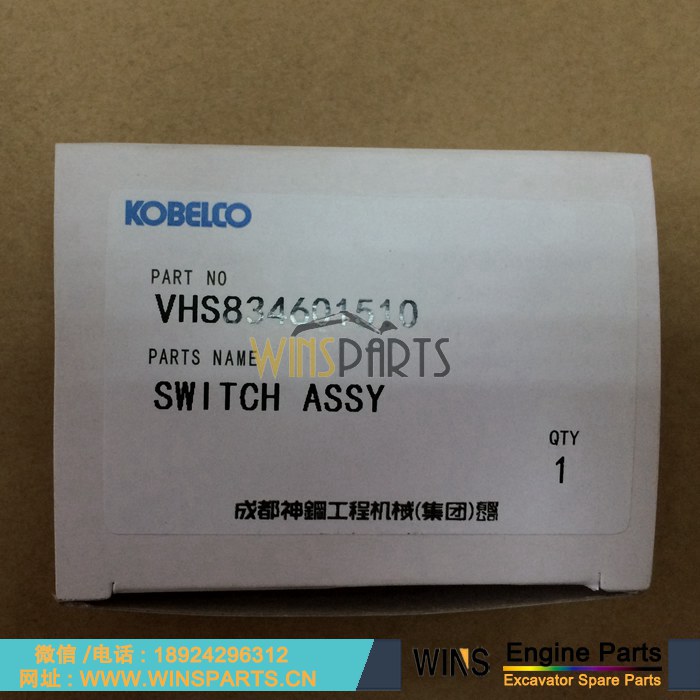 KOBELCO
PART NO
VHS834601510
PARTS NAME
WINSPARTS
SWITCH ASSY
QTY
1
成都神鋼工程机械(集团)
微信/电话：18924296312
网址：WWW.WINSPARTS.CN
WINS
Engine Parts
Excavator Spare Parts